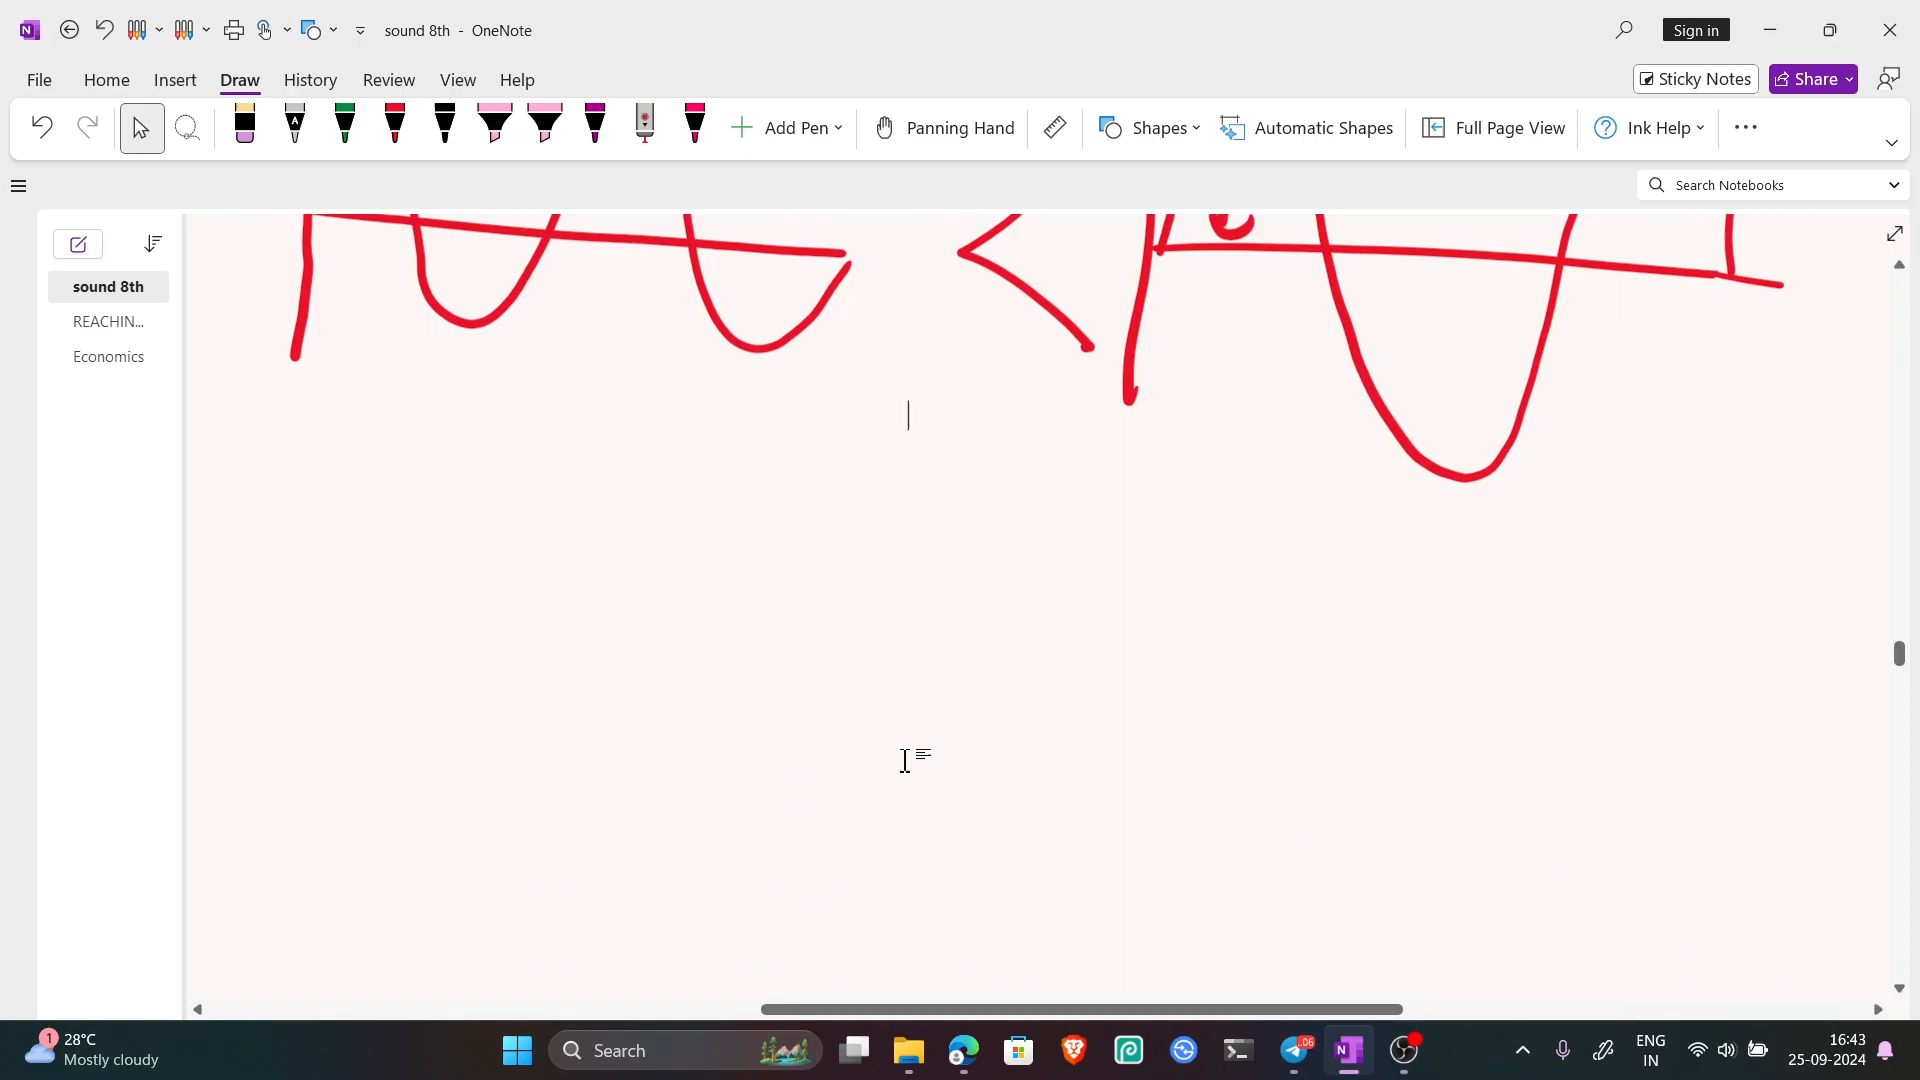 sound 8th - OneNote
Sign in
File Home Insert Draw History Review View Help
Sticky Notes Share
Add Pen Panning Hand Shapes Automatic Shapes Full Page View Ink Help
Search Notebooks
sound 8th
REACHIN...
Economics
1 28°C
Mostly cloudy
Search
.06
ENG
IN
16:43
25-09-2024